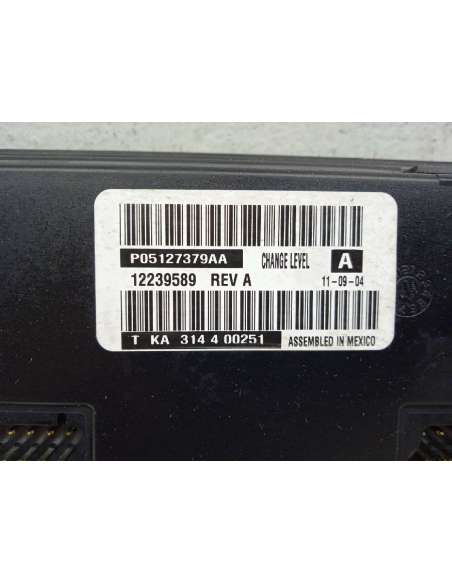 P05127379AA CHANGE LEVEL A
12239589 REV A 11-09-04
T KA 314 4 00251 ASSEMBLED IN MEXICO